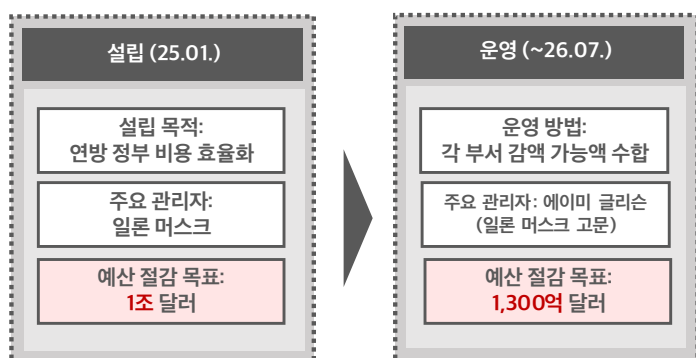 설립 (25.01.)
설립 목적:
연방 정부 비용 효율화
주요 관리자:
일론 머스크
예산 절감 목표:
1조 달러
운영 (~26.07.)
운영 방법:
각 부서 감액 가능액 수합
주요 관리자: 에이미 글리슨
(일론 머스크 고문)
예산 절감 목표:
1,300억 달러